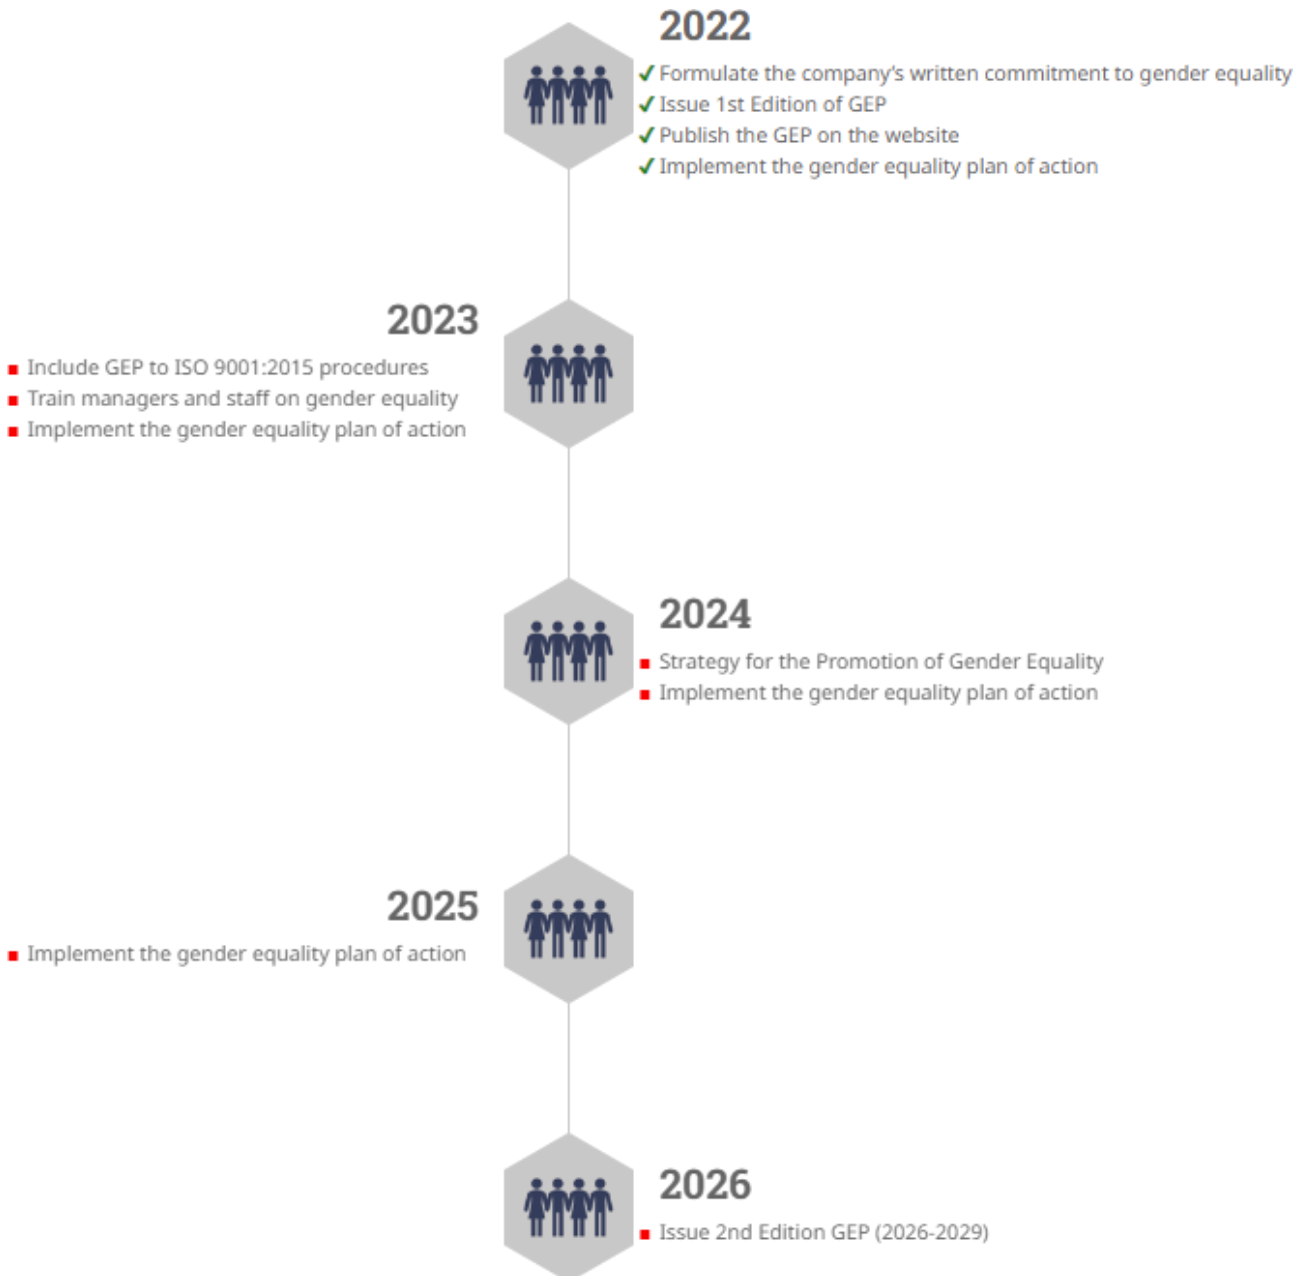 2022
✓ Formulate the company's written commitment to gender equality
✓ Issue 1st Edition of GEP
✓ Publish the GEP on the website
✓ Implement the gender equality plan of action
2023
▪ Include GEP to ISO 9001:2015 procedures
▪ Train managers and staff on gender equality
▪ Implement the gender equality plan of action
2024
▪ Strategy for the Promotion of Gender Equality
▪ Implement the gender equality plan of action
2025
▪ Implement the gender equality plan of action
2026
▪ Issue 2nd Edition GEP (2026-2029)